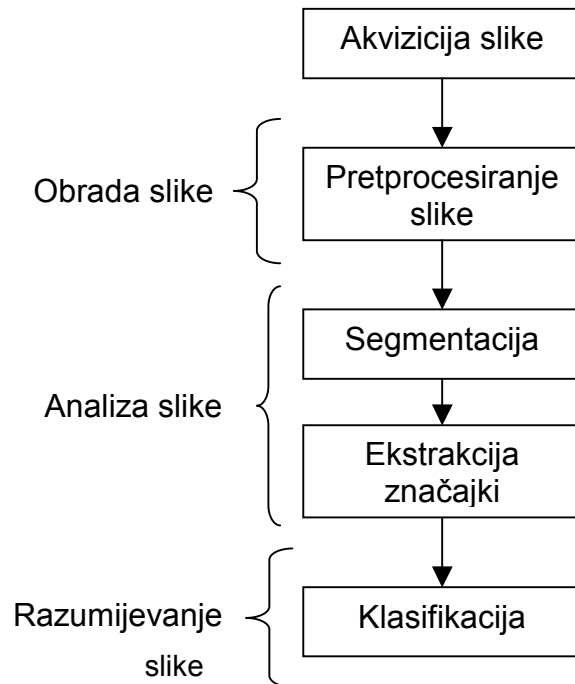 Akvizicija slike
Obrada slike
Pretprocesiranje
slike
Analiza slike
Segmentacija
Ekstrakcija
značajki
Razumijevanje
slike
Klasifikacija